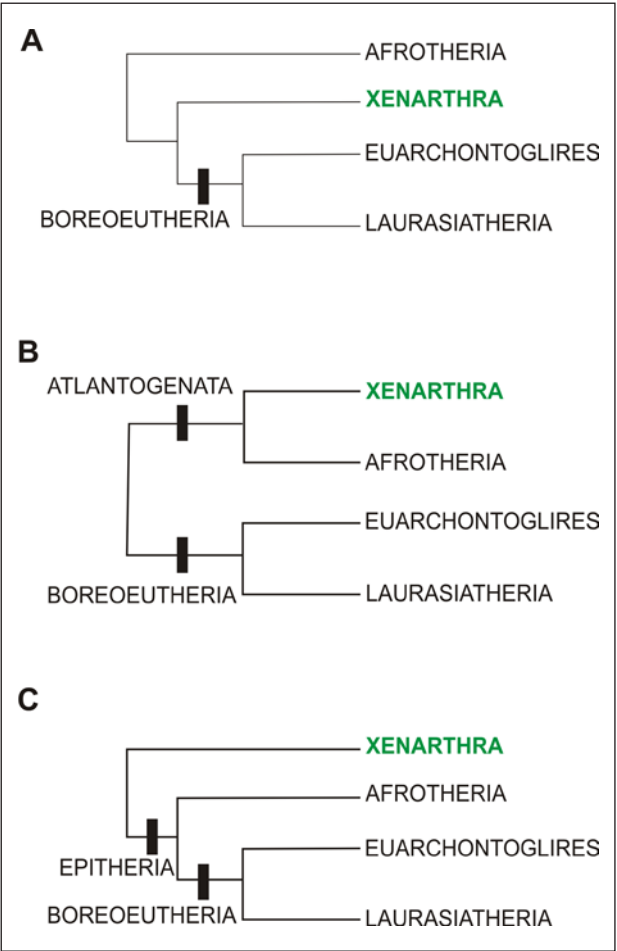 A
AFROTHERIA
XENARTHRA
EUARCHONTOGLIRES
BOREOEUTHERIA
LAURASIATHERIA
B
ATLANTOGENATA
XENARTHRA
AFROTHERIA
EUARCHONTOGLIRES
BOREOEUTHERIA
LAURASIATHERIA
C
XENARTHRA
AFROTHERIA
EUARCHONTOGLIRES
EPITHERIA
BOREOEUTHERIA
LAURASIATHERIA